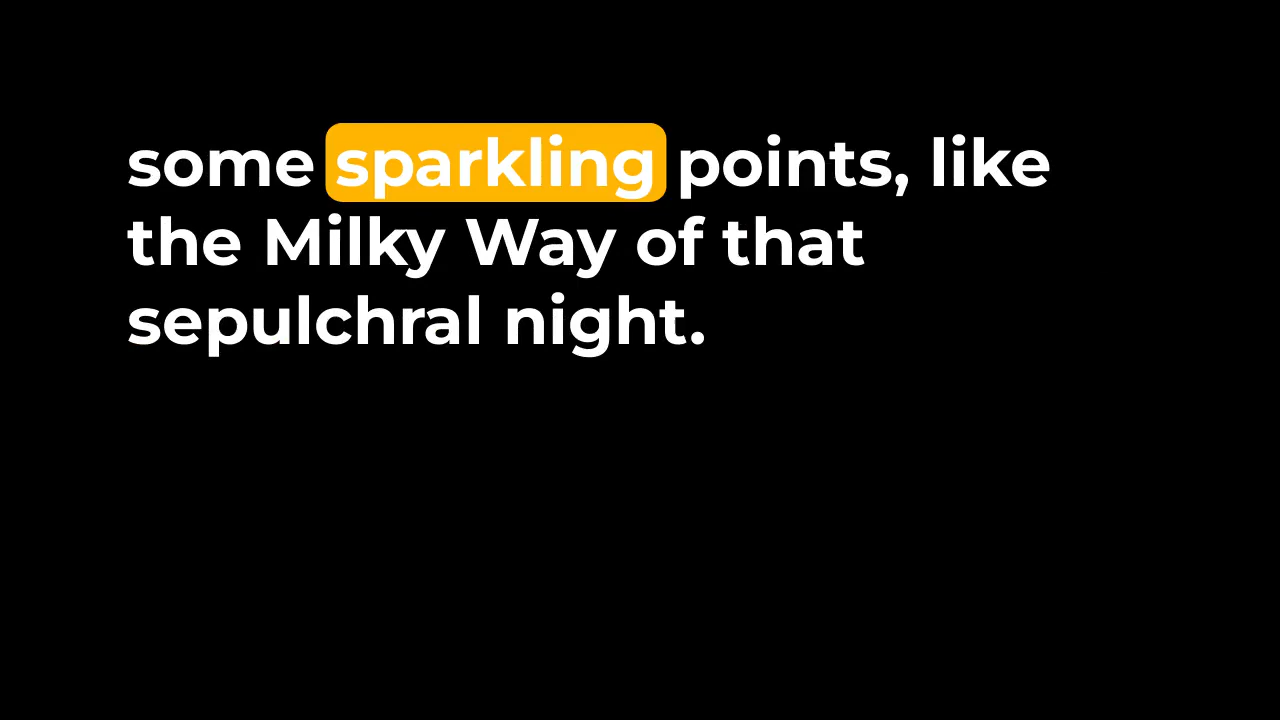 some sparkling points, like
the Milky Way of that
sepulchral night.